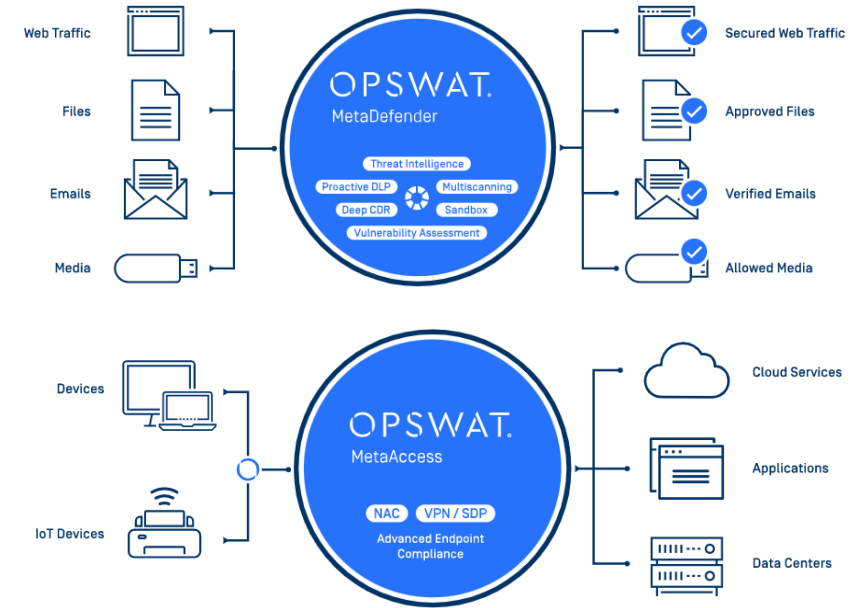 Web Traffic
Files
Emails
Media
OPSWAT.
MetaDefender
Threat Intelligence
Proactive DLP
Multiscanning
Deep CDR
Sandbox
Vulnerability Assessment
Secured Web Traffic
Approved Files
Verified Emails
Allowed Media
Devices
IoT Devices
OPSWAT.
MetaAccess
NAC
VPN / SDP
Advanced Endpoint
Compliance
Cloud Services
Applications
Data Centers